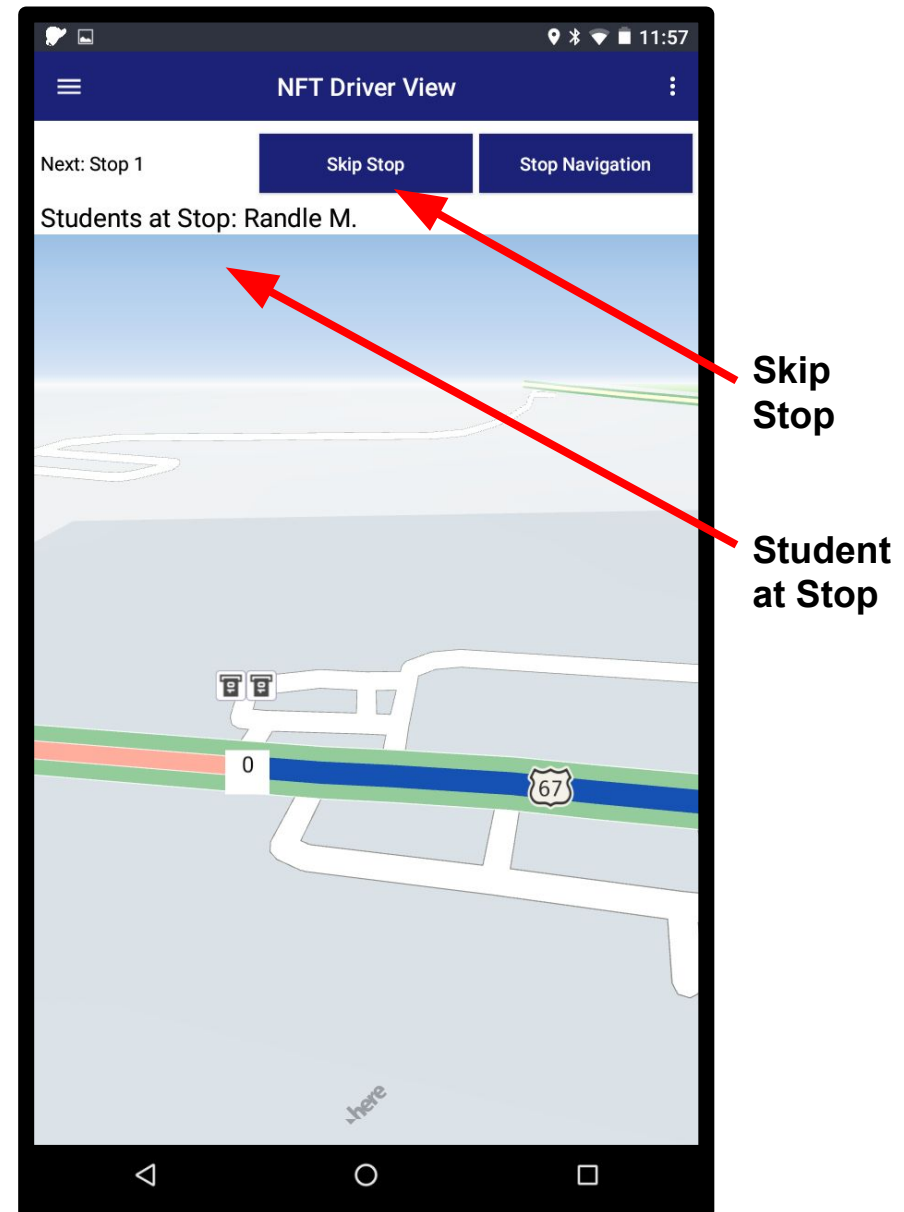 11:57
NFT Driver View
Next: Stop 1
Skip Stop
Stop Navigation
Students at Stop: Randle M.
Skip
Stop
Student
at Stop
0
67
here